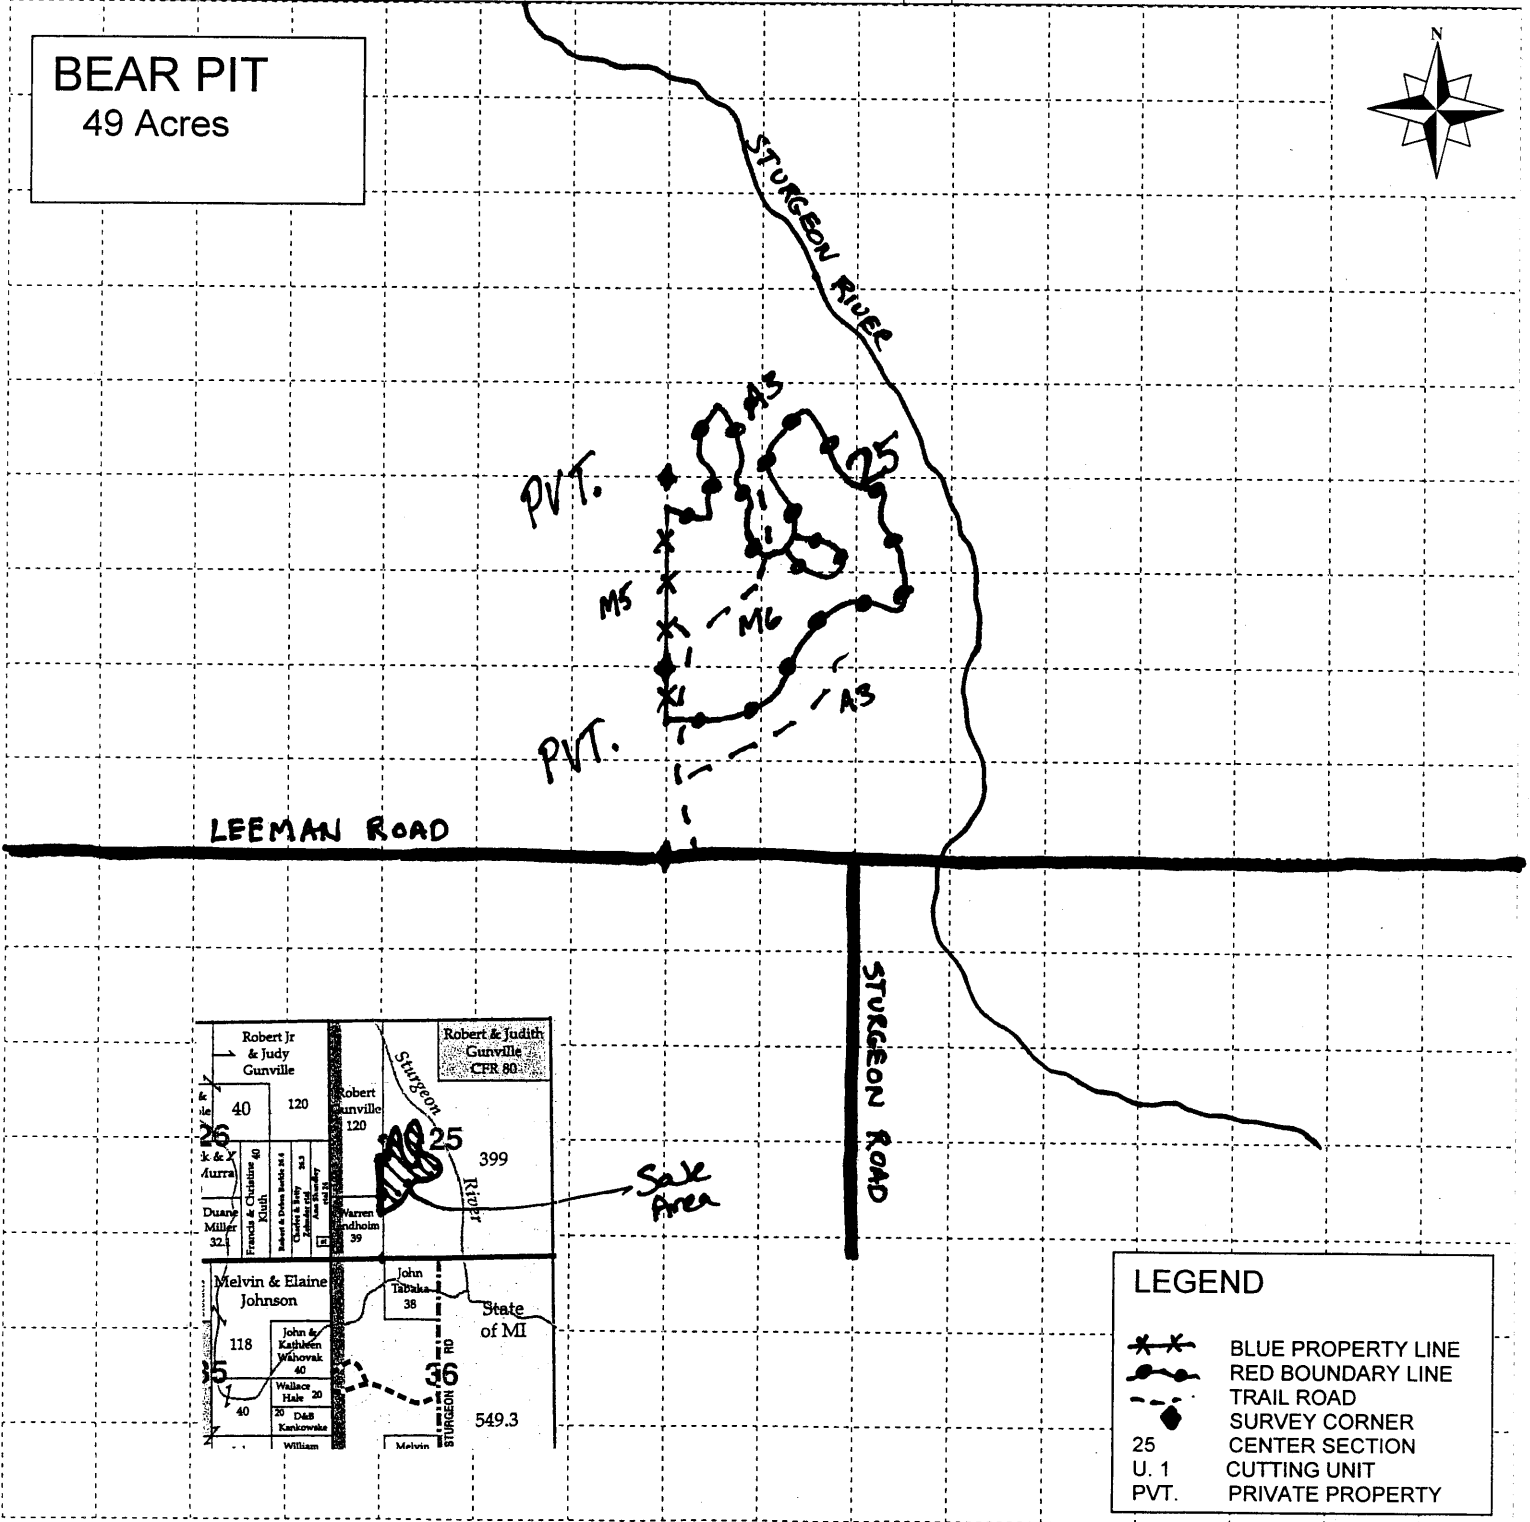 BEAR PIT
49 Acres
N
STURGEON RIVER
A3
25
PVT.
M5
M6
A3
PVT.
LEEMAN ROAD
STURGEON ROAD
Robert Jr
& Judy
Gunville
40
120
26
Francis & Christine 40
Kluth
Duane
Miller
32.1
Robert
120
Sturgeon
River
Robert & Judith
Gunville
CFR 80
25
399
Warren
39
Sale
Area
Melvin & Elaine
Johnson
118
John &
Kathleen
Wahovak
40
Wallace
Hale 20
40
20 D&B
Kankowske
William
John
Tabaka
38
State
of MI
36
STURGEON RD
549.3
Melvin
LEGEND
BLUE PROPERTY LINE
RED BOUNDARY LINE
TRAIL ROAD
SURVEY CORNER
25 CENTER SECTION
U. 1 CUTTING UNIT
PVT. PRIVATE PROPERTY